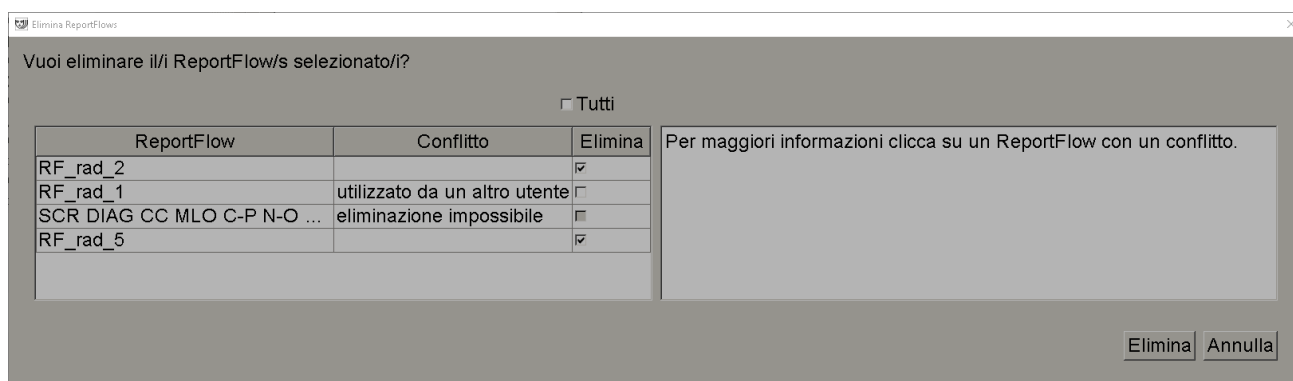 Elimina ReportFlows
Vuoi eliminare il/i ReportFlow/s selezionato/i?
Tutti
ReportFlow Conflitto Elimina
RF_rad_2
RF_rad_1 utilizzato da un altro utente
SCR DIAG CC MLO C-P N-O ... eliminazione impossibile
RF_rad_5
Per maggiori informazioni clicca su un ReportFlow con un conflitto.
Elimina Annulla